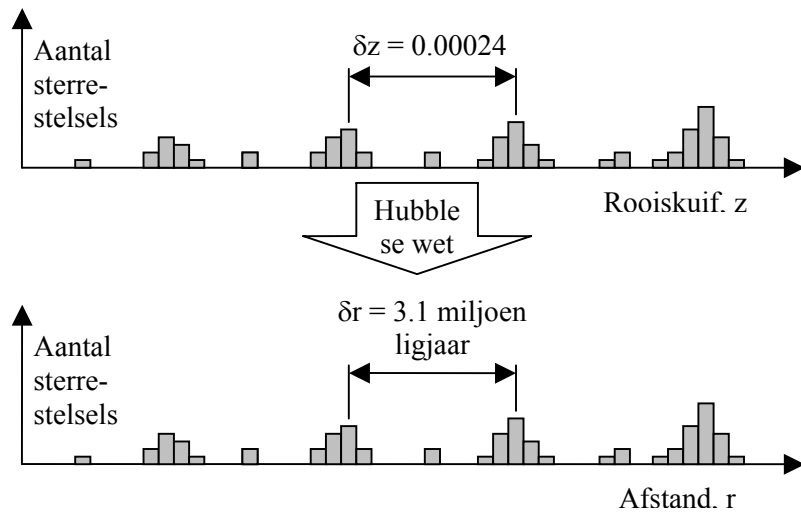 Aantal
sterre-
stelsels
δz = 0.00024
Rooiskuif, z
Hubble
se wet
δr = 3.1 miljoen
ligjaar
Aantal
sterre-
stelsels
Afstand, r